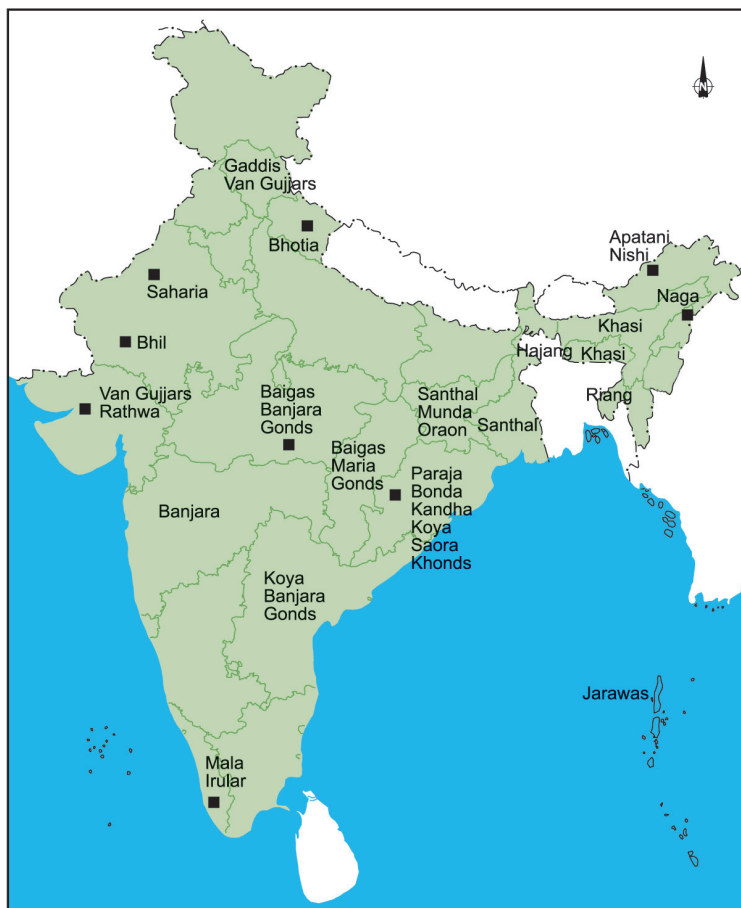 N
Gaddis
Van Gujjars
Bhotia
Apatani
Nishi
Saharia
Naga
Khasi
Bhil
Hajang
Khasi
Van Gujjars
Rathwa
Baigas
Banjara
Gonds
Santhal
Munda
Oraon
Santhal
Riang
Baigas
Maria
Gonds
Paraja
Bonda
Kandha
Koya
Saora
Khonds
Banjara
Koya
Banjara
Gonds
Jarawas
Mala
Irular